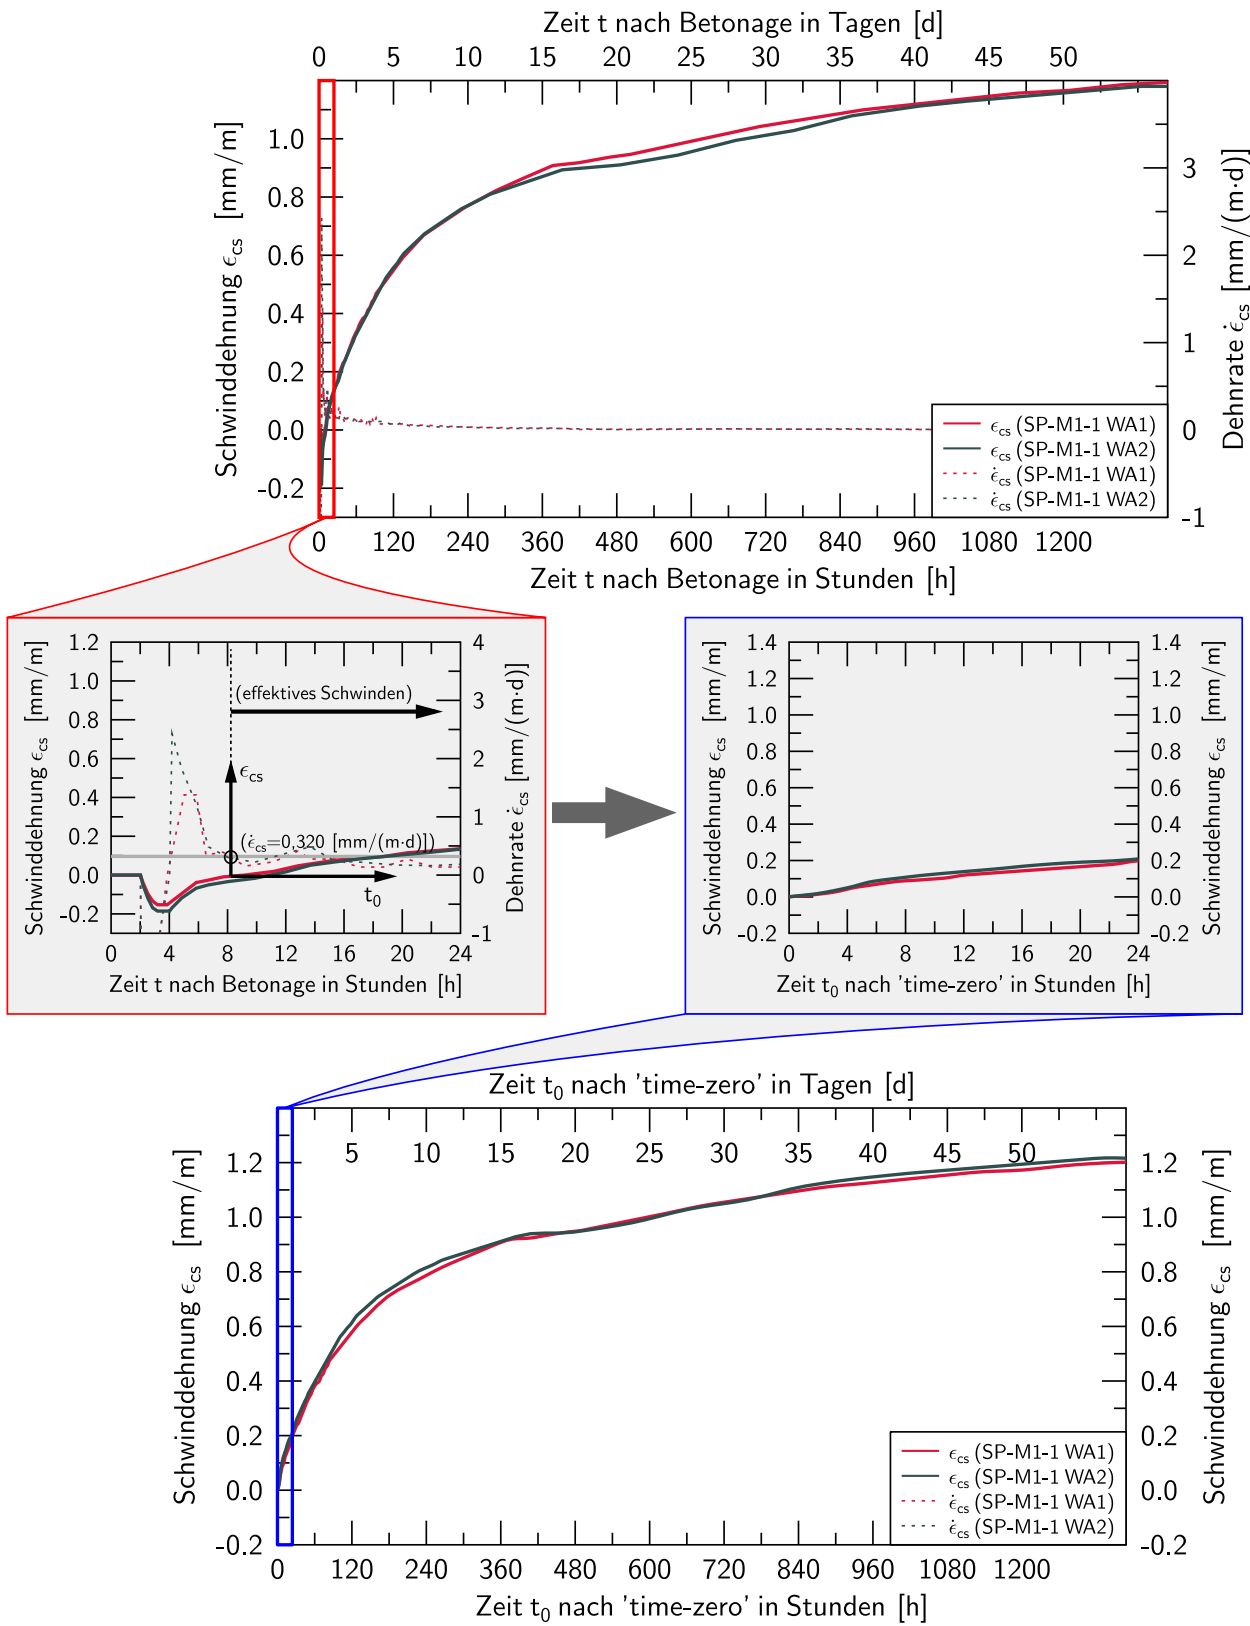 Zeit t nach Betonage in Tagen [d]
0 5 10 15 20 25 30 35 40 45 50
Schwinddehnung ϵcs [mm/m]
1.0
0.8
0.6
0.4
0.2
0.0
-0.2
3
2
1
0
-1
Dehnrate ϵ̇cs [mm/(m·d)]
ϵcs (SP-M1-1 WA1)
ϵcs (SP-M1-1 WA2)
ϵ̇cs (SP-M1-1 WA1)
ϵ̇cs (SP-M1-1 WA2)
0 120 240 360 480 600 720 840 960 1080 1200
Zeit t nach Betonage in Stunden [h]
Schwinddehnung ϵcs [mm/m]
1.2
1.0
0.8
0.6
0.4
0.2
0.0
-0.2
(effektives Schwinden)
ϵcs
(ϵ̇cs=0,320 [mm/(m·d)])
t0
4
3
2
1
0
-1
Dehnrate ϵ̇cs [mm/(m·d)]
0 4 8 12 16 20 24
Zeit t nach Betonage in Stunden [h]
Schwinddehnung ϵcs [mm/m]
1.4
1.2
1.0
0.8
0.6
0.4
0.2
0.0
-0.2
1.4
1.2
1.0
0.8
0.6
0.4
0.2
0.0
-0.2
Schwinddehnung ϵcs [mm/m]
0 4 8 12 16 20 24
Zeit t0 nach 'time-zero' in Stunden [h]
Zeit t0 nach 'time-zero' in Tagen [d]
5 10 15 20 25 30 35 40 45 50
Schwinddehnung ϵcs [mm/m]
1.2
1.0
0.8
0.6
0.4
0.2
0.0
-0.2
1.2
1.0
0.8
0.6
0.4
0.2
0.0
-0.2
Schwinddehnung ϵcs [mm/m]
ϵcs (SP-M1-1 WA1)
ϵcs (SP-M1-1 WA2)
ϵ̇cs (SP-M1-1 WA1)
ϵ̇cs (SP-M1-1 WA2)
0 120 240 360 480 600 720 840 960 1080 1200
Zeit t0 nach 'time-zero' in Stunden [h]